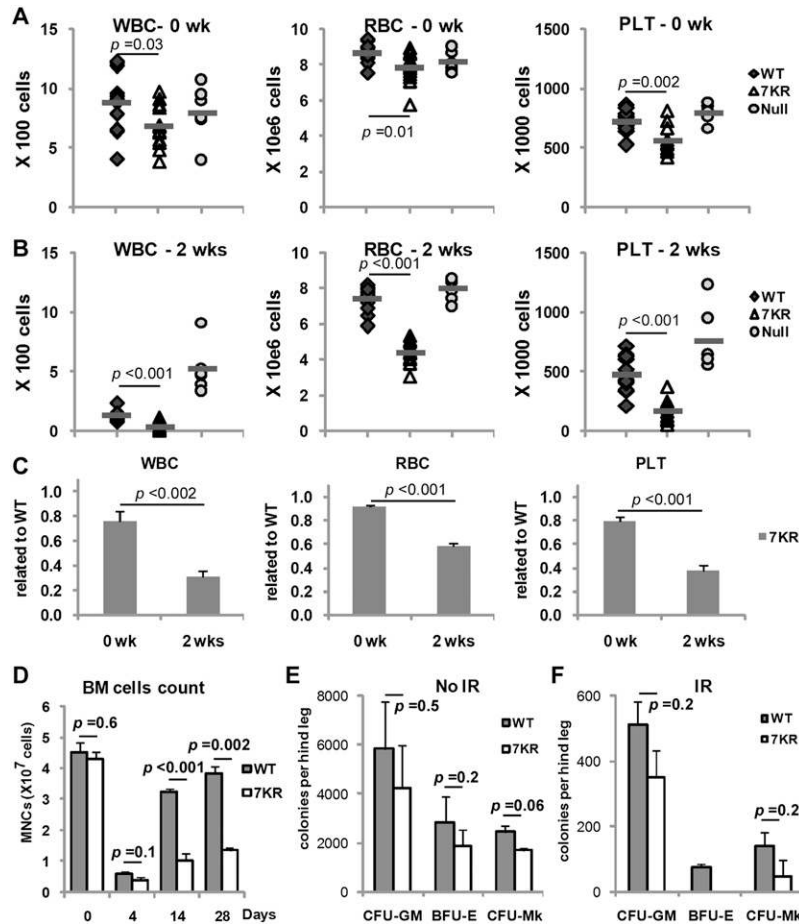 A
WBC- 0 wk
RBC - 0 wk
PLT - 0 wk
X 100 cells
15
10
5
0
p =0.03
X 10e6 cells
10
8
6
4
2
0
p =0.01
X 1000 cells
1500
1000
500
0
p =0.002
WT
7KR
Null
B
WBC - 2 wks
RBC - 2 wks
PLT - 2 wks
X 100 cells
15
10
5
0
p <0.001
X 10e6 cells
10
8
6
4
2
0
p <0.001
X 1000 cells
1500
1000
500
0
p <0.001
WT
7KR
Null
C
WBC
RBC
PLT
related to WT
1.0
0.8
0.6
0.4
0.2
0.0
p <0.002
0 wk 2 wks
related to WT
1.0
0.8
0.6
0.4
0.2
0.0
p <0.001
0 wk 2 wks
related to WT
1.0
0.8
0.6
0.4
0.2
0.0
p <0.001
0 wk 2 wks
7KR
D
BM cells count
MNCs (X10⁷ cells)
6
5
4
3
2
1
0
p =0.6
p =0.1
p <0.001
p =0.002
WT
7KR
0 4 14 28 Days
E
No IR
colonies per hind leg
8000
6000
4000
2000
0
p =0.5
p =0.2
p =0.06
WT
7KR
CFU-GM BFU-E CFU-Mk
F
IR
colonies per hind leg
600
400
200
0
p =0.2
p =0.2
WT
7KR
CFU-GM BFU-E CFU-Mk